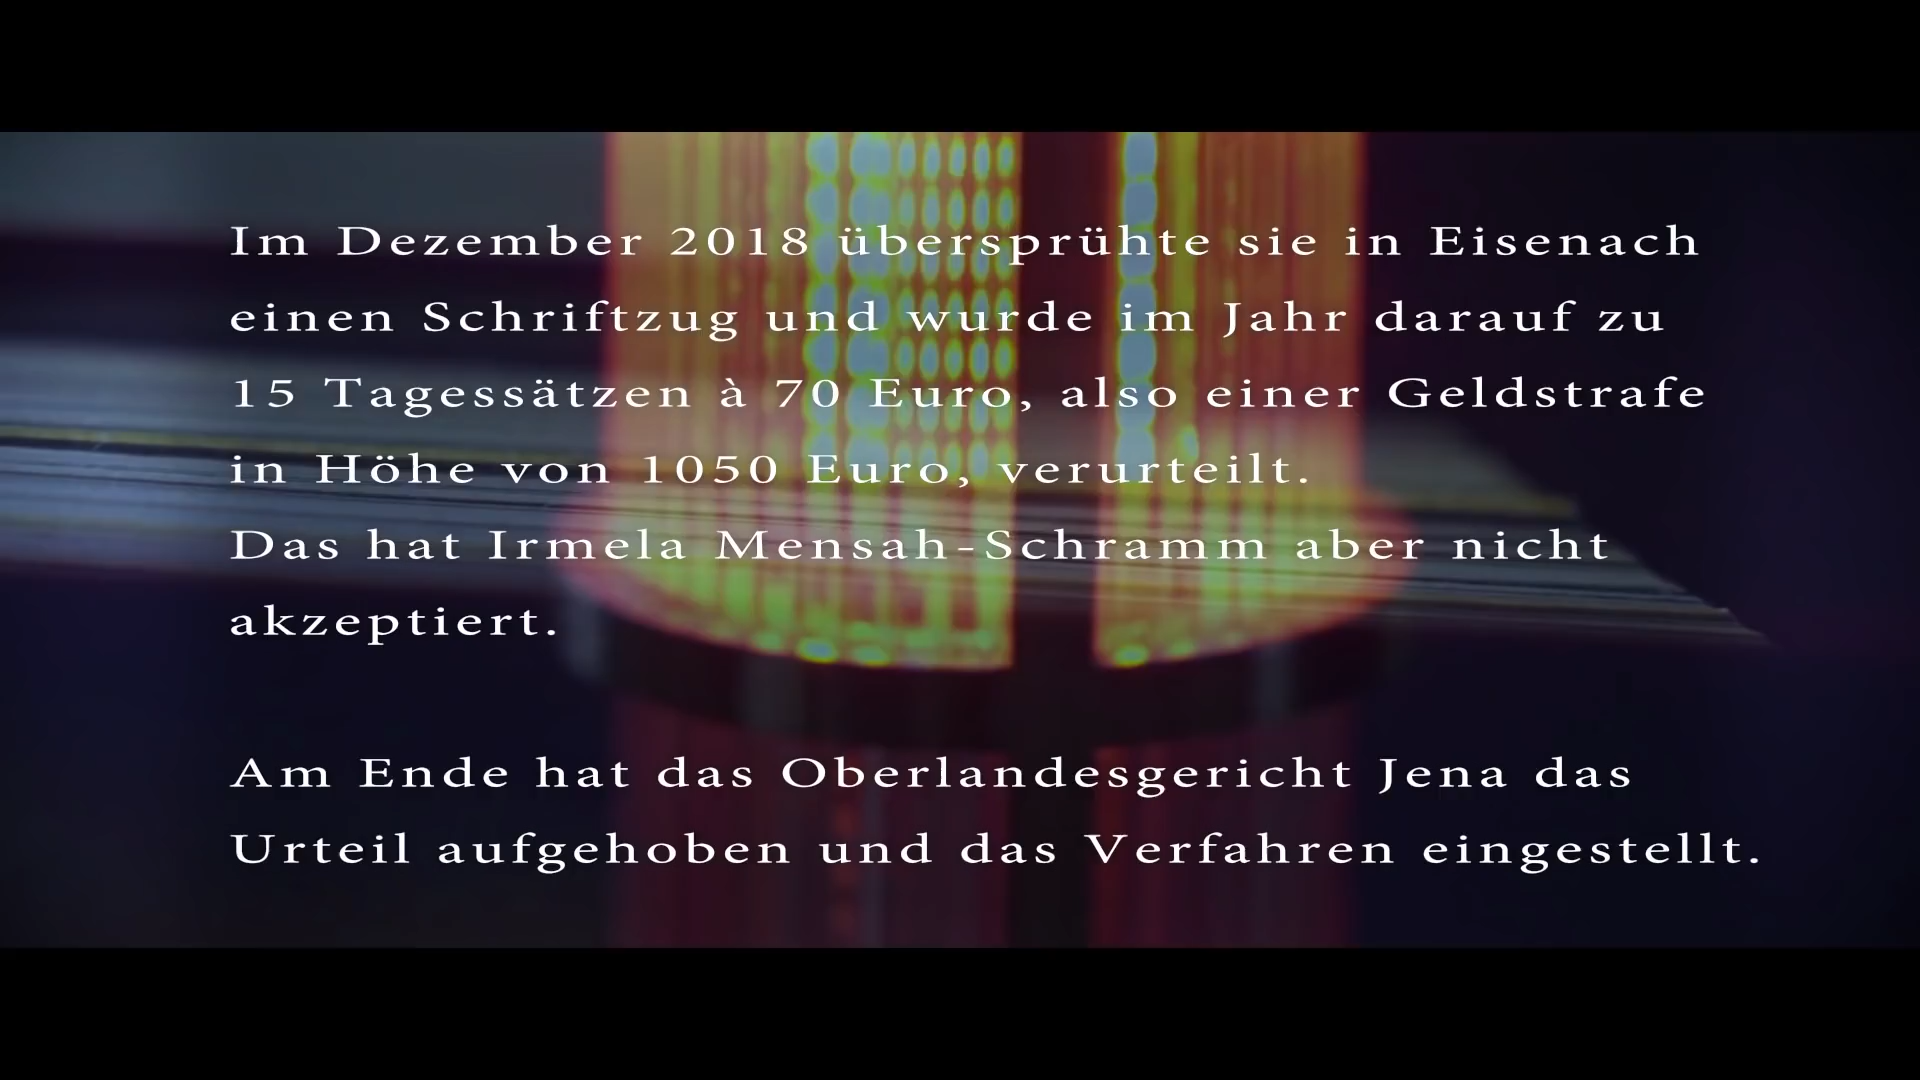 Im Dezember 2018 übersprühte sie in Eisenach
einen Schriftzug und wurde im Jahr darauf zu
15 Tagessätzen à 70 Euro, also einer Geldstrafe
in Höhe von 1050 Euro, verurteilt.
Das hat Irmela Mensah-Schramm aber nicht
akzeptiert.
Am Ende hat das Oberlandesgericht Jena das
Urteil aufgehoben und das Verfahren eingestellt.